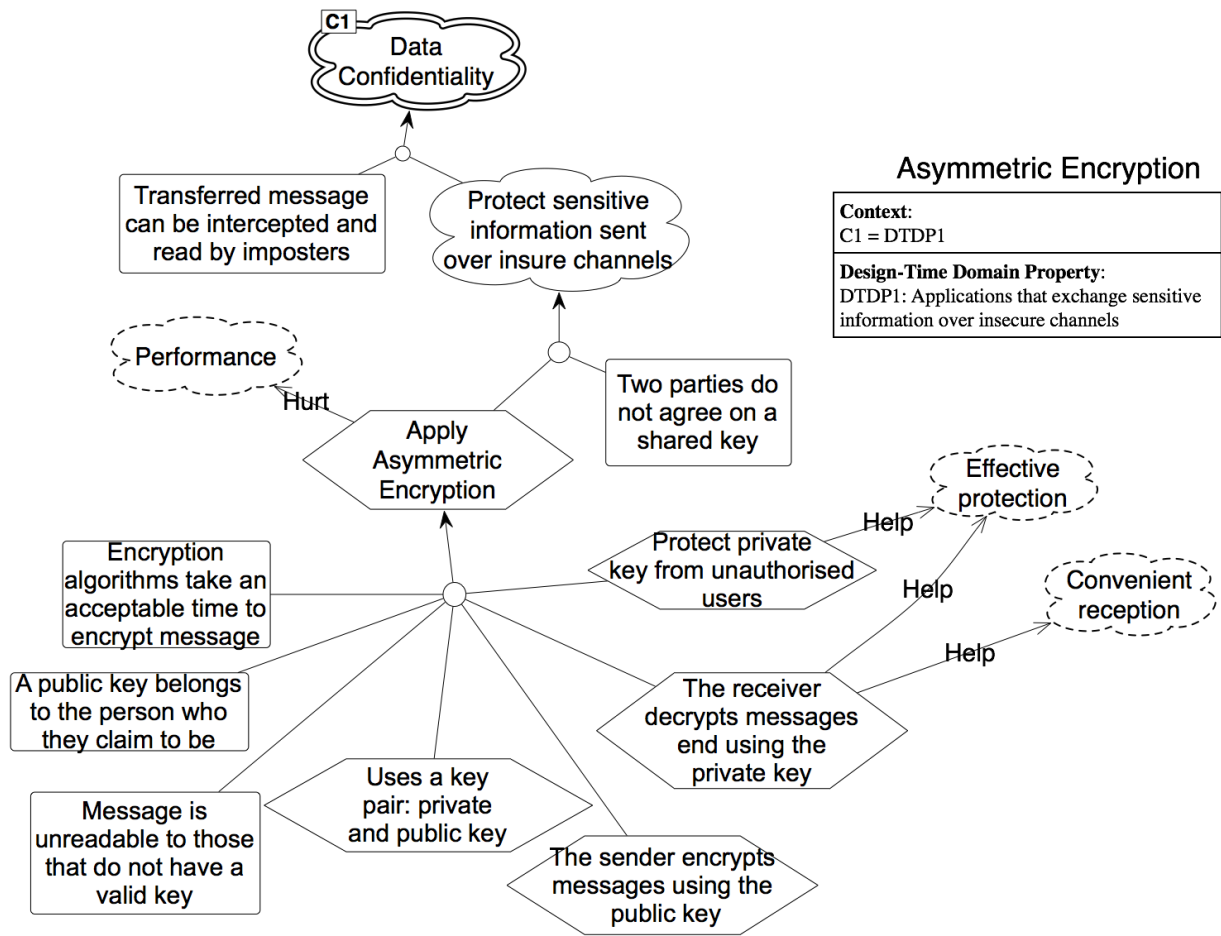 C1
Data
Confidentiality
Transferred message
can be intercepted and
read by imposters
Protect sensitive
information sent
over insure channels
Asymmetric Encryption
Context:
C1 = DTDP1
Design-Time Domain Property:
DTDP1: Applications that exchange sensitive
information over insecure channels
Performance
Hurt
Apply
Asymmetric
Encryption
Two parties do
not agree on a
shared key
Effective
protection
Help
Protect private
key from unauthorised
users
Help
Convenient
reception
Help
Encryption
algorithms take an
acceptable time to
encrypt message
A public key belongs
to the person who
they claim to be
The receiver
decrypts messages
end using the
private key
Message is
unreadable to those
that do not have a
valid key
Uses a key
pair: private
and public key
The sender encrypts
messages using the
public key